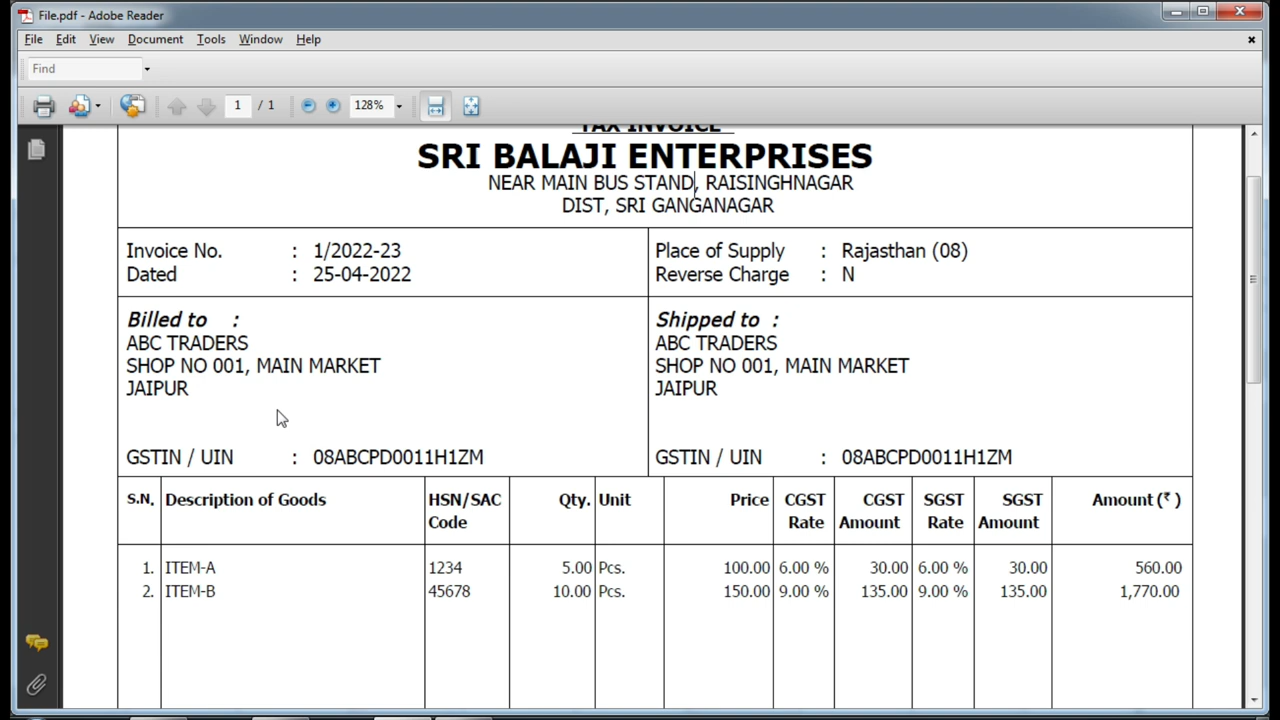 File.pdf - Adobe Reader
File Edit View Document Tools Window Help
Find
1 / 1 128%
TAX INVOICE
SRI BALAJI ENTERPRISES
NEAR MAIN BUS STAND, RAISINGHNAGAR
DIST, SRI GANGANAGAR
Invoice No. : 1/2022-23
Dated : 25-04-2022
Place of Supply : Rajasthan (08)
Reverse Charge : N
Billed to :
ABC TRADERS
SHOP NO 001, MAIN MARKET
JAIPUR
GSTIN / UIN : 08ABCPD0011H1ZM
Shipped to :
ABC TRADERS
SHOP NO 001, MAIN MARKET
JAIPUR
GSTIN / UIN : 08ABCPD0011H1ZM
S.N. Description of Goods HSN/SAC Code Qty. Unit Price CGST Rate CGST Amount SGST Rate SGST Amount Amount (₹ )
1. ITEM-A 1234 5.00 Pcs. 100.00 6.00 % 30.00 6.00 % 30.00 560.00
2. ITEM-B 45678 10.00 Pcs. 150.00 9.00 % 135.00 9.00 % 135.00 1,770.00